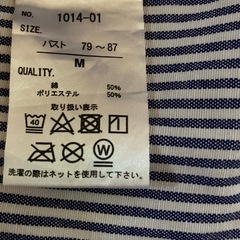 NO. 1014-01
SIZE.
バスト 79～87
M
QUALITY.
綿 50%
ポリエステル 50%
取り扱い表示
40
W
洗濯の際はネットを使用して下さい。